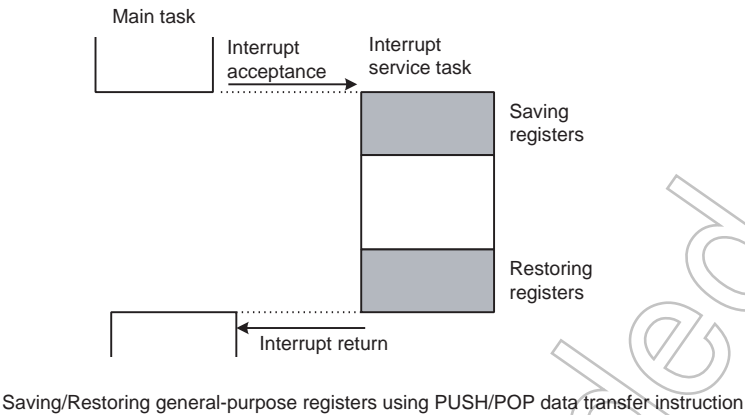 Main task
Interrupt
acceptance
Interrupt
service task
Saving
registers
Restoring
registers
Interrupt return
Saving/Restoring general-purpose registers using PUSH/POP data transfer instruction